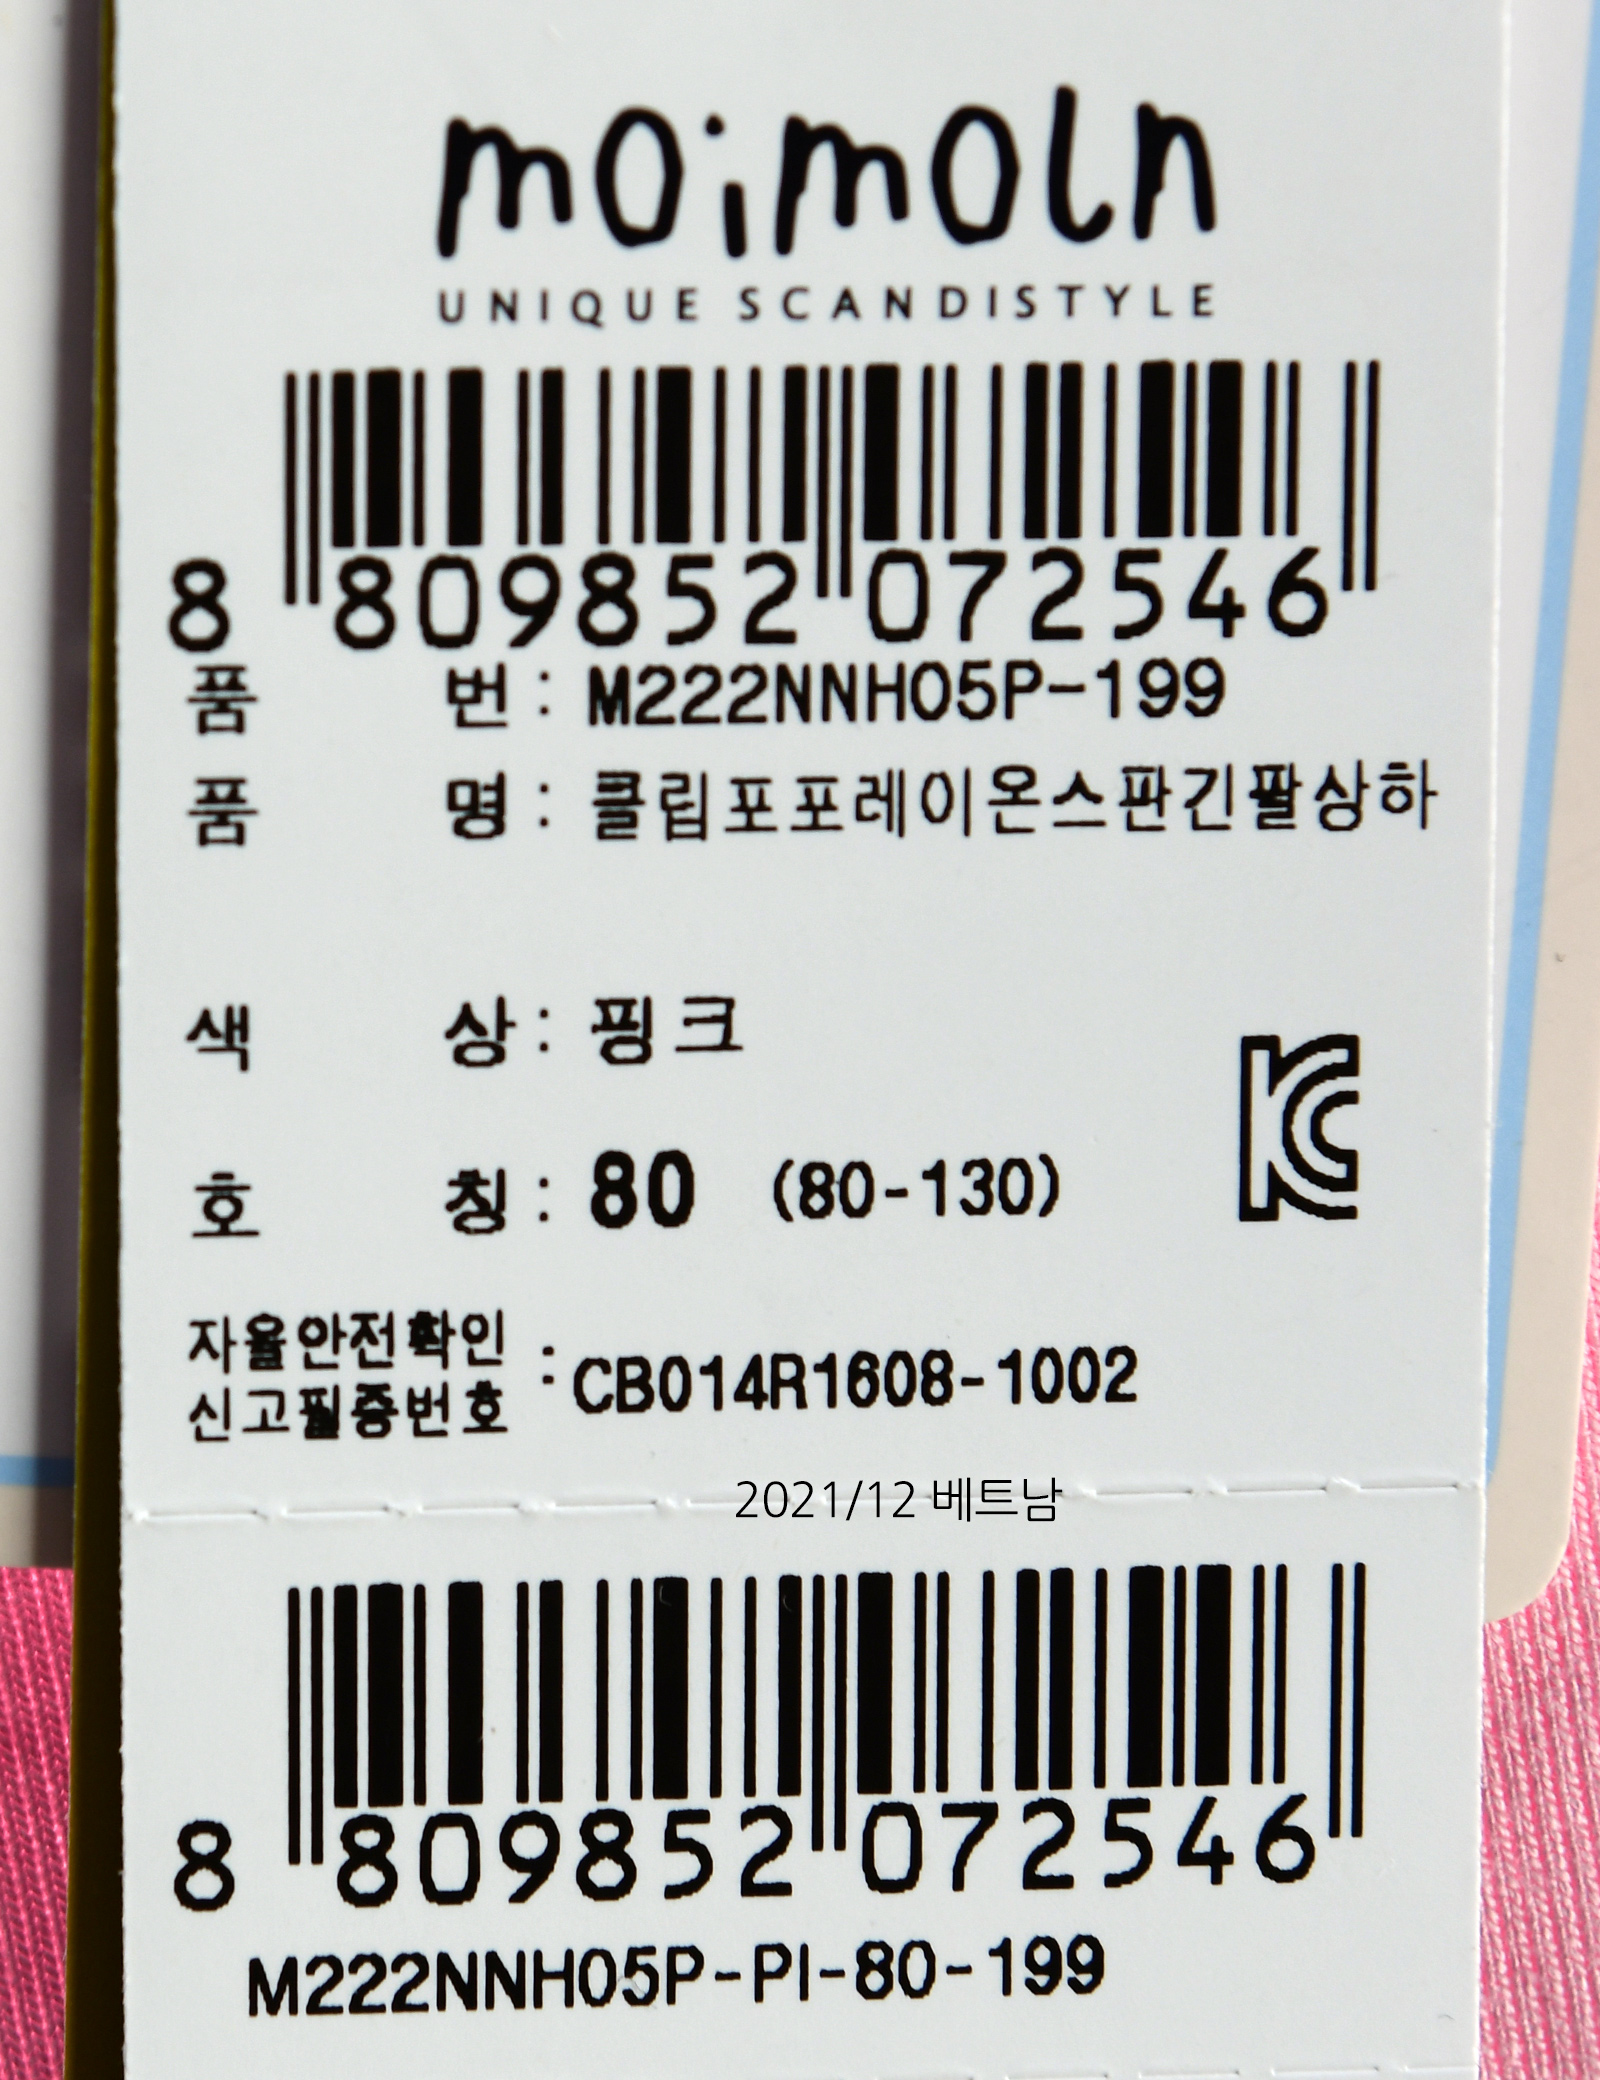 moimoln
UNIQUE SCANDISTYLE
8 809852 072546
품 번 : M222NNH05P-199
품 명 : 클립포포레이온스판긴팔상하
색 상 : 핑크
호 칭 : 80 (80-130)
자율안전확인
신고필증번호 : CB014R1608-1002
2021/12 베트남
8 809852 072546
M222NNH05P-PI-80-199